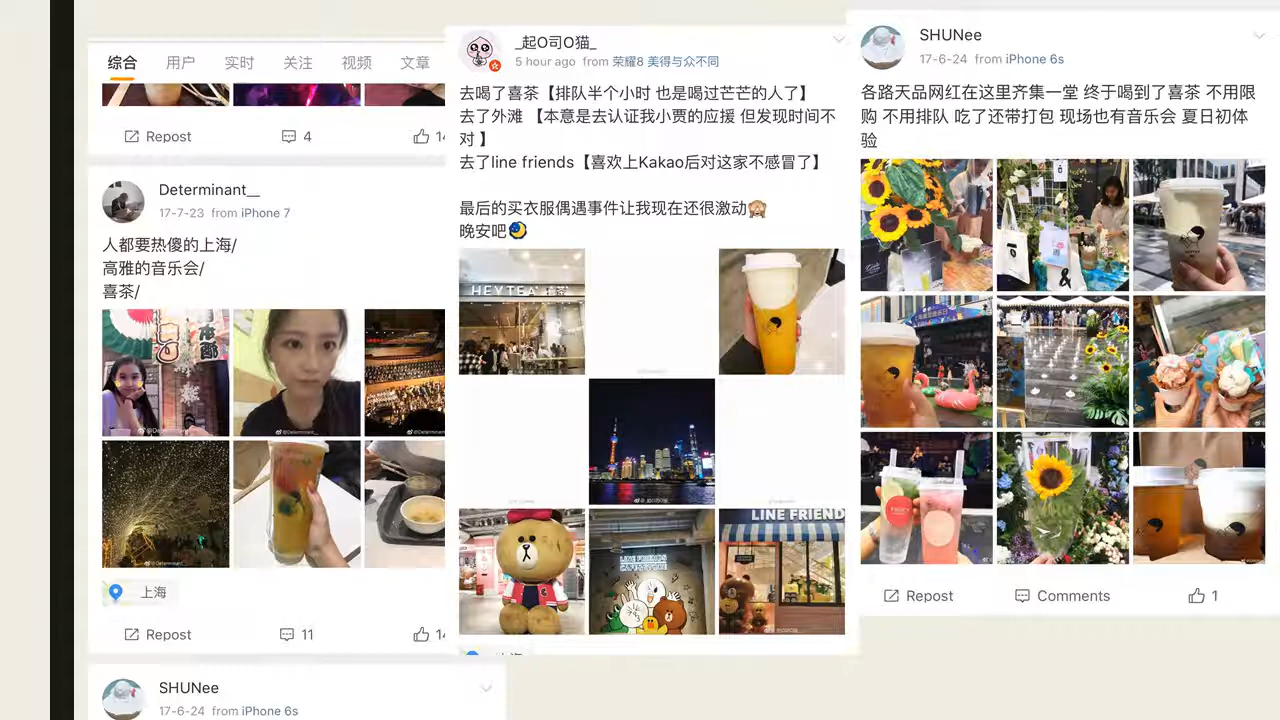 综合 用户 实时 关注 视频 文章
Repost 4
Determinant__
17-7-23 from iPhone 7
人都要热傻的上海/
高雅的音乐会/
喜茶/
@Determinant_
上海
Repost 11
SHUNee
17-6-24 from iPhone 6s
_起O司O猫_
5 hour ago from 荣耀8 美得与众不同
去喝了喜茶【排队半个小时 也是喝过芒芒的人了】
去了外滩 【本意是去认证我小贾的应援 但发现时间不
对 】
去了line friends【喜欢上Kakao后对这家不感冒了】
最后的买衣服偶遇事件让我现在还很激动🙈
晚安吧🌜
HEYTEA 喜茶
LINE FRIEND
SHUNee
17-6-24 from iPhone 6s
各路天品网红在这里齐集一堂 终于喝到了喜茶 不用限
购 不用排队 吃了还带打包 现场也有音乐会 夏日初体
验
Repost Comments 1